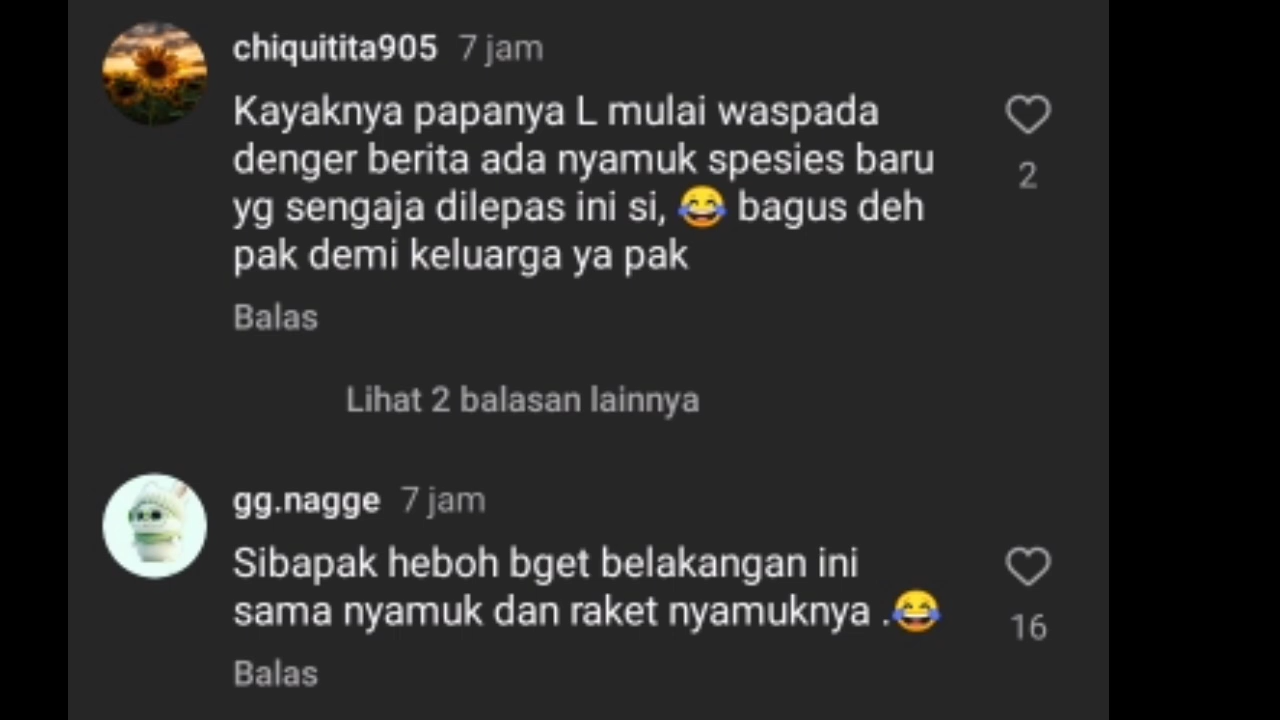 chiquitita905 7 jam
Kayaknya papanya L mulai waspada
denger berita ada nyamuk spesies baru
yg sengaja dilepas ini si, 😂 bagus deh
pak demi keluarga ya pak
2
Balas
Lihat 2 balasan lainnya
gg.nagge 7 jam
Sibapak heboh bget belakangan ini
sama nyamuk dan raket nyamuknya .😂
16
Balas